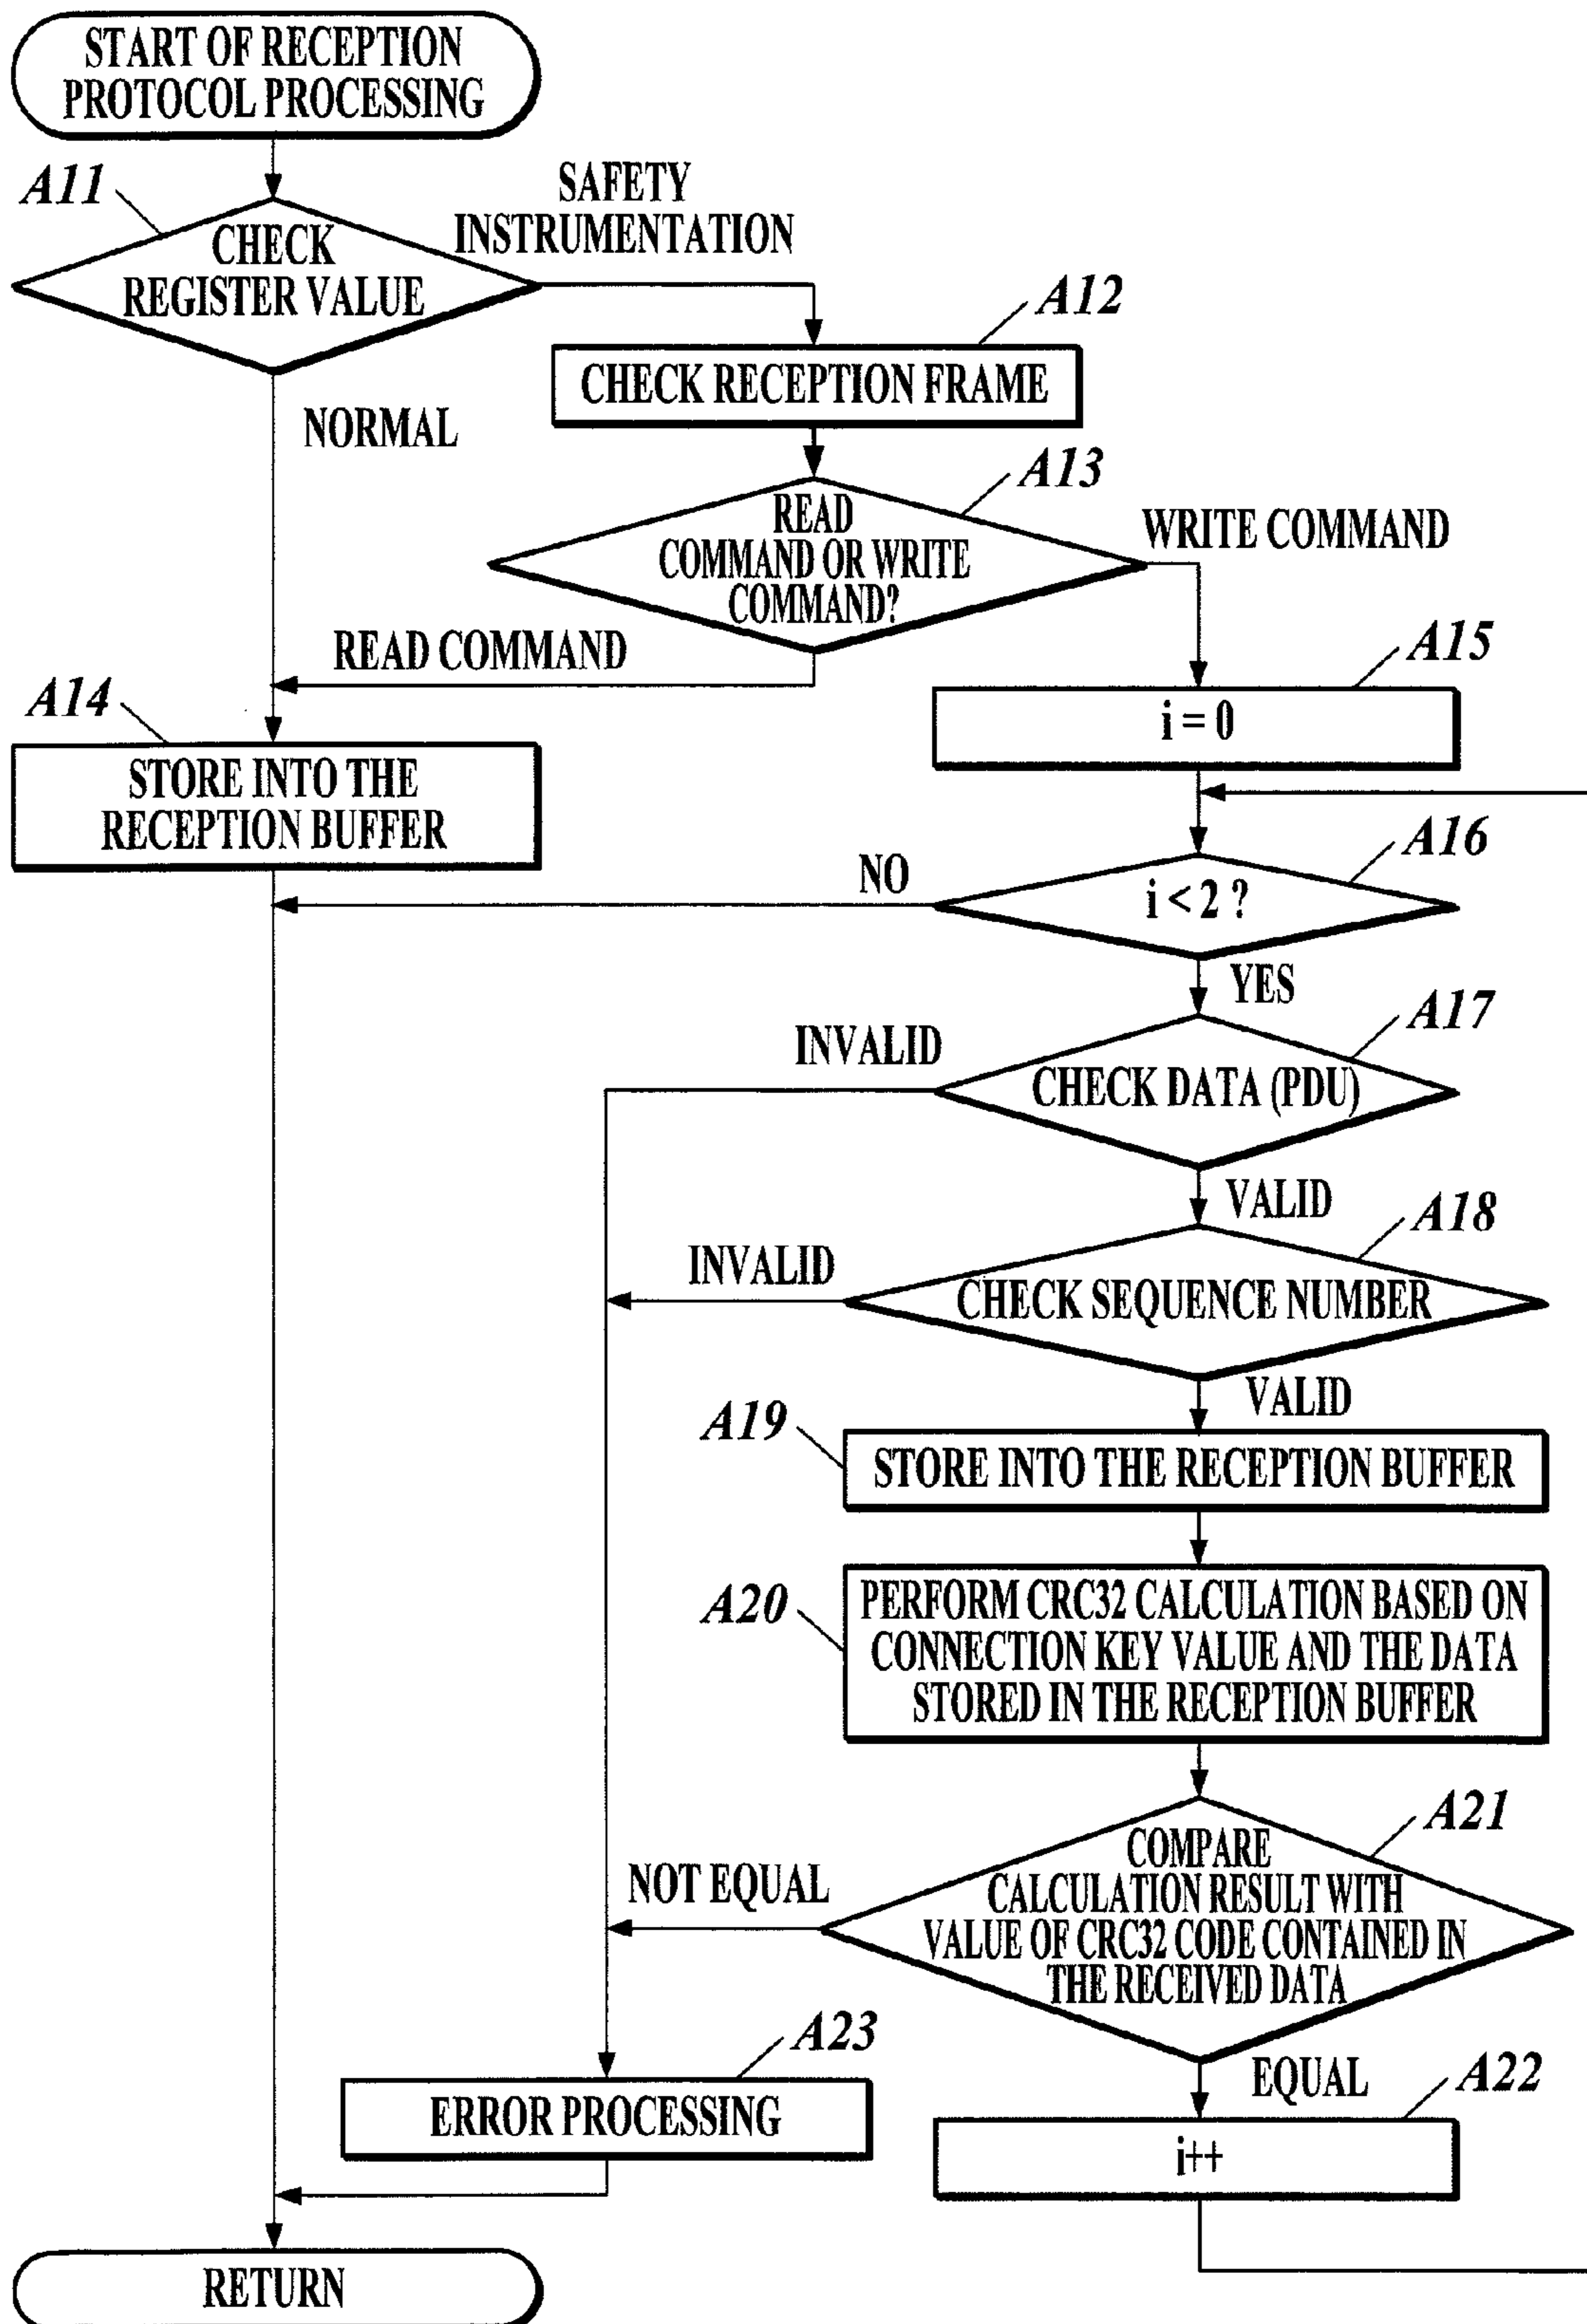 START OF RECEPTION
PROTOCOL PROCESSING
A11
SAFETY
INSTRUMENTATION
CHECK
REGISTER VALUE
A12
CHECK RECEPTION FRAME
NORMAL
A13
READ
COMMAND OR WRITE
COMMAND?
WRITE COMMAND
READ COMMAND
A15
i = 0
A14
STORE INTO THE
RECEPTION BUFFER
A16
NO
i < 2 ?
YES
A17
INVALID
CHECK DATA (PDU)
VALID
A18
INVALID
CHECK SEQUENCE NUMBER
VALID
A19
STORE INTO THE RECEPTION BUFFER
A20
PERFORM CRC32 CALCULATION BASED ON
CONNECTION KEY VALUE AND THE DATA
STORED IN THE RECEPTION BUFFER
A21
COMPARE
CALCULATION RESULT WITH
VALUE OF CRC32 CODE CONTAINED IN
THE RECEIVED DATA
NOT EQUAL
EQUAL
A23
ERROR PROCESSING
A22
i++
RETURN